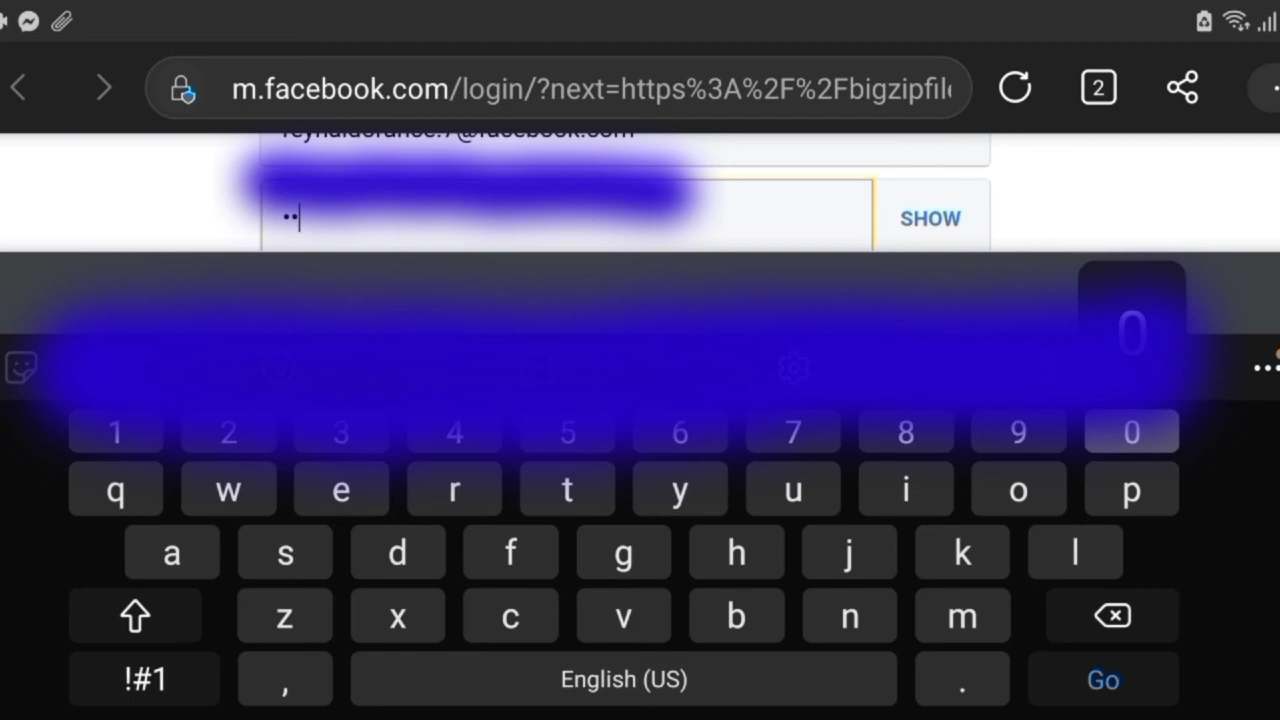 2
m.facebook.com/login/?next=https%3A%2F%2Fbigzipfil
SHOW
0
1 2 3 4 5 6 7 8 9 0
q w e r t y u i o p
a s d f g h j k l
z x c v b n m
!#1 , English (US) . Go